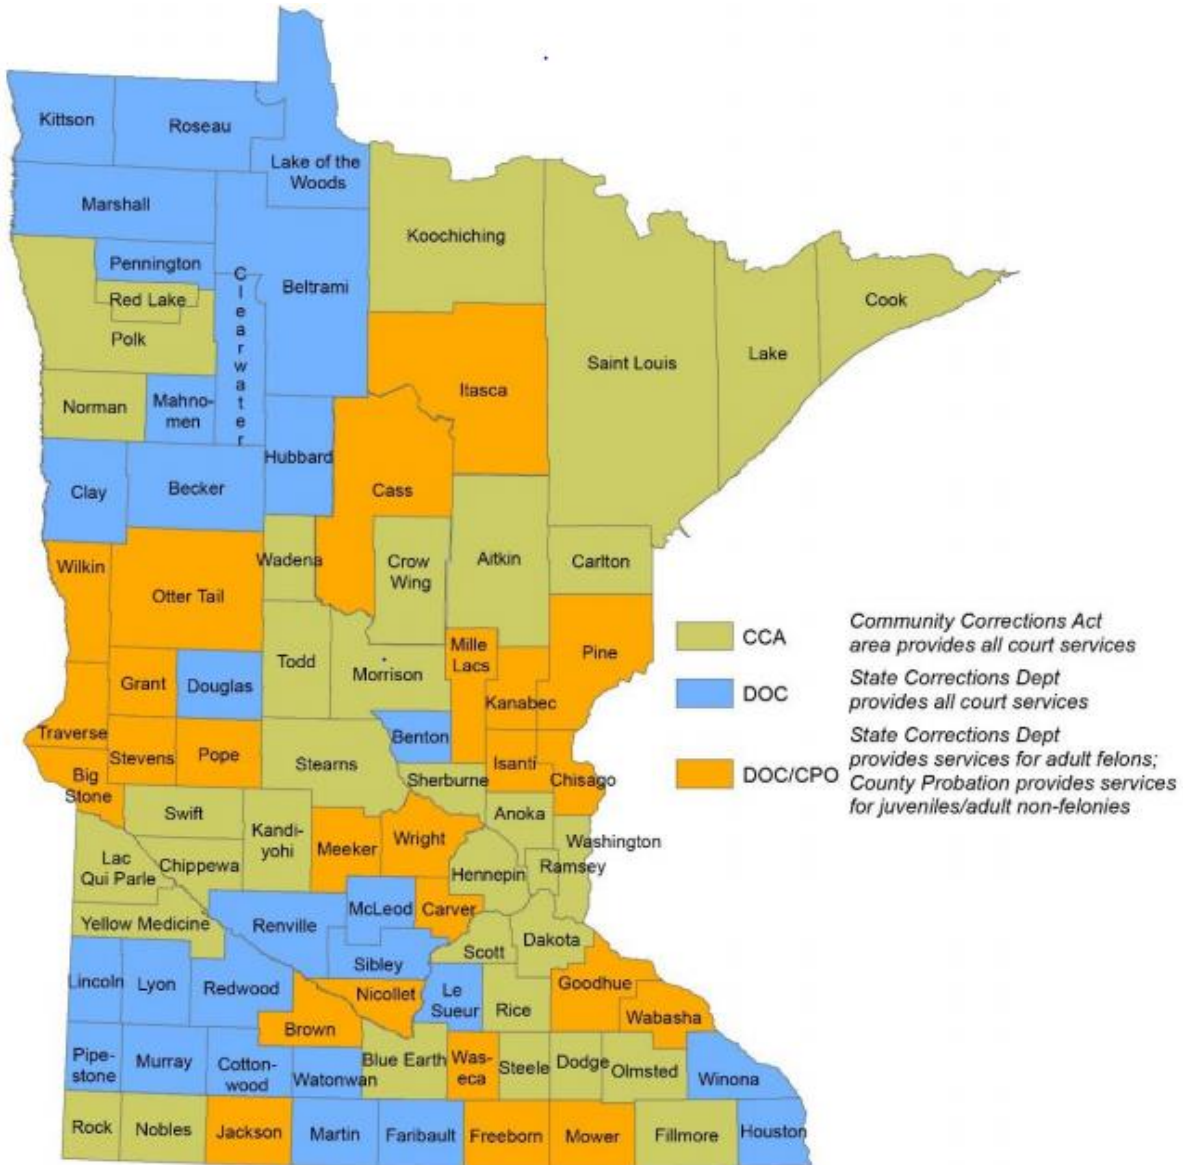 Kittson
Roseau
Lake of the
Woods
Marshall
Koochiching
Pennington
Clearwater
Beltrami
Red Lake
Cook
Polk
Saint Louis
Lake
Itasca
Norman
Mahno-
men
Hubbard
Clay
Becker
Cass
Wadena
Crow
Wing
Aitkin
Carlton
Wilkin
Otter Tail
Mille
Lacs
Pine
Todd
Morrison
Grant
Douglas
Kanabec
Traverse
Stevens
Pope
Benton
Big
Stone
Stearns
Isanti
Sherburne
Chisago
Swift
Kandi-
yohi
Anoka
Washington
Meeker
Wright
Lac
Qui Parle
Chippewa
Hennepin
Ramsey
McLeod
Carver
Yellow Medicine
Renville
Dakota
Scott
Sibley
Lincoln
Lyon
Redwood
Nicollet
Le
Sueur
Rice
Goodhue
Wabasha
Brown
Pipe-
stone
Murray
Cotton-
wood
Watonwan
Blue Earth
Was-
eca
Steele
Dodge
Olmsted
Winona
Rock
Nobles
Jackson
Martin
Faribault
Freeborn
Mower
Fillmore
Houston
CCA
Community Corrections Act
area provides all court services
DOC
State Corrections Dept
provides all court services
DOC/CPO
State Corrections Dept
provides services for adult felons;
County Probation provides services
for juveniles/adult non-felonies